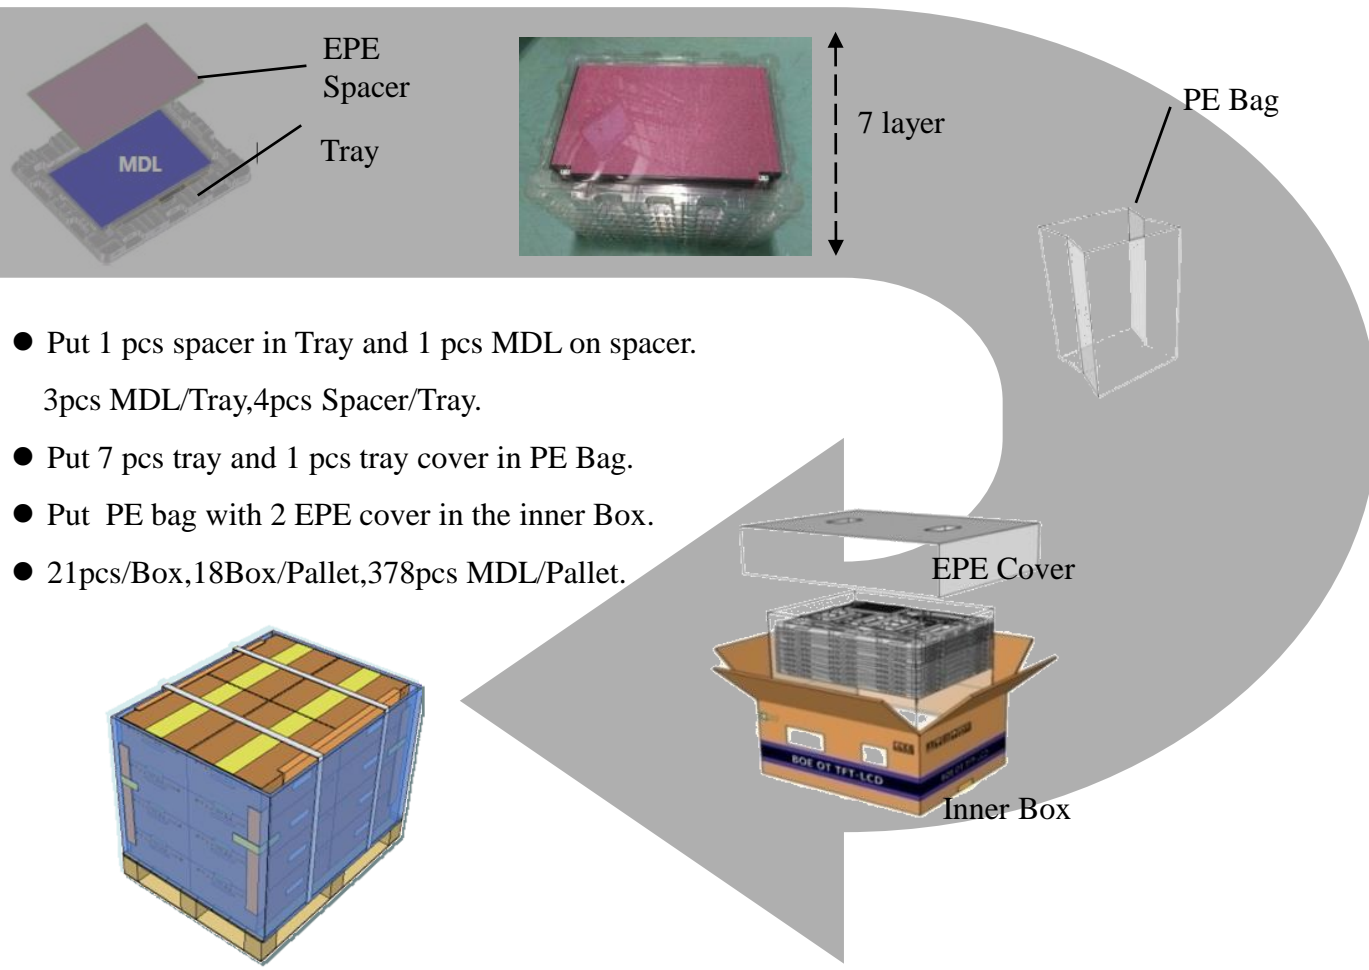 EPE
Spacer
Tray
MDL
7 layer
PE Bag
● Put 1 pcs spacer in Tray and 1 pcs MDL on spacer.
3pcs MDL/Tray,4pcs Spacer/Tray.
● Put 7 pcs tray and 1 pcs tray cover in PE Bag.
● Put  PE bag with 2 EPE cover in the inner Box.
● 21pcs/Box,18Box/Pallet,378pcs MDL/Pallet.
EPE Cover
BOE OT TFT-LCD
Inner Box